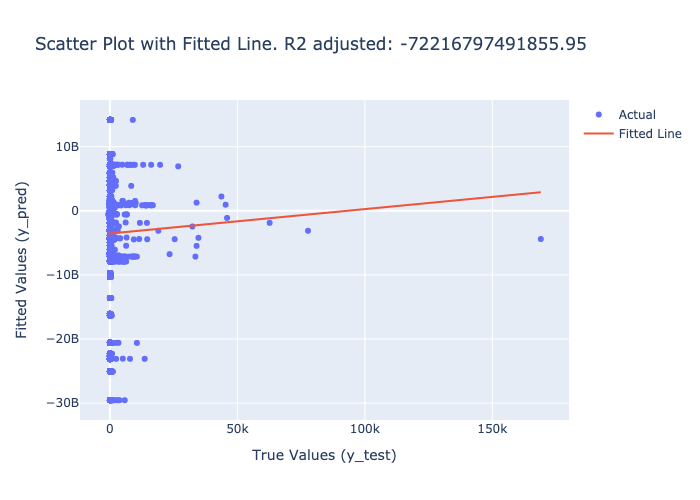 Scatter Plot with Fitted Line. R2 adjusted: -72216797491855.95
Actual
Fitted Line
10B
0
−10B
−20B
−30B
Fitted Values (y_pred)
0
50k
100k
150k
True Values (y_test)